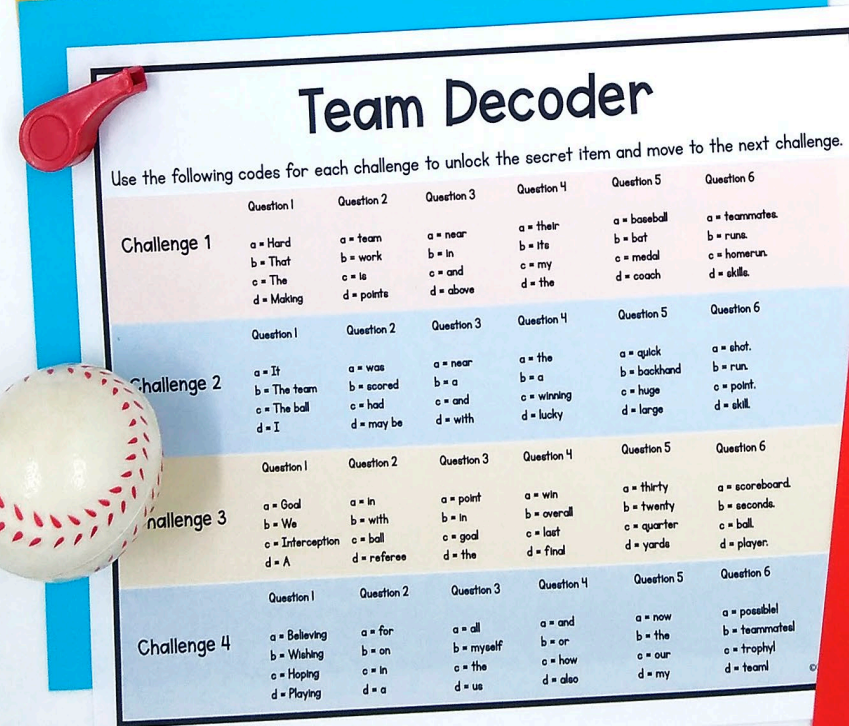 Team Decoder
Use the following codes for each challenge to unlock the secret item and move to the next challenge.
Question 1 Question 2 Question 3 Question 4 Question 5 Question 6
Challenge 1
a = Hard a = team a = near a = their a = baseball a = teammates.
b = That b = work b = in b = its b = bat b = runs.
c = The c = is c = and c = my c = medal c = homerun.
d = Making d = points d = above d = the d = coach d = skills.
Question 1 Question 2 Question 3 Question 4 Question 5 Question 6
Challenge 2
a = It a = was a = near a = the a = quick a = shot.
b = The team b = scored b = a b = a b = backhand b = run.
c = The ball c = had c = and c = winning c = huge c = point.
d = I d = may be d = with d = lucky d = large d = skill.
Question 1 Question 2 Question 3 Question 4 Question 5 Question 6
hallenge 3
a = Goal a = in a = point a = win a = thirty a = scoreboard.
b = We b = with b = in b = overall b = twenty b = seconds.
c = Interception c = ball c = goal c = last c = quarter c = ball.
d = A d = referee d = the d = final d = yards d = player.
Question 1 Question 2 Question 3 Question 4 Question 5 Question 6
Challenge 4
a = Believing a = for a = all a = and a = now a = possible!
b = Wishing b = on b = myself b = or b = the b = teammates!
c = Hoping c = in c = the c = how c = our c = trophy!
d = Playing d = a d = us d = also d = my d = team!
©